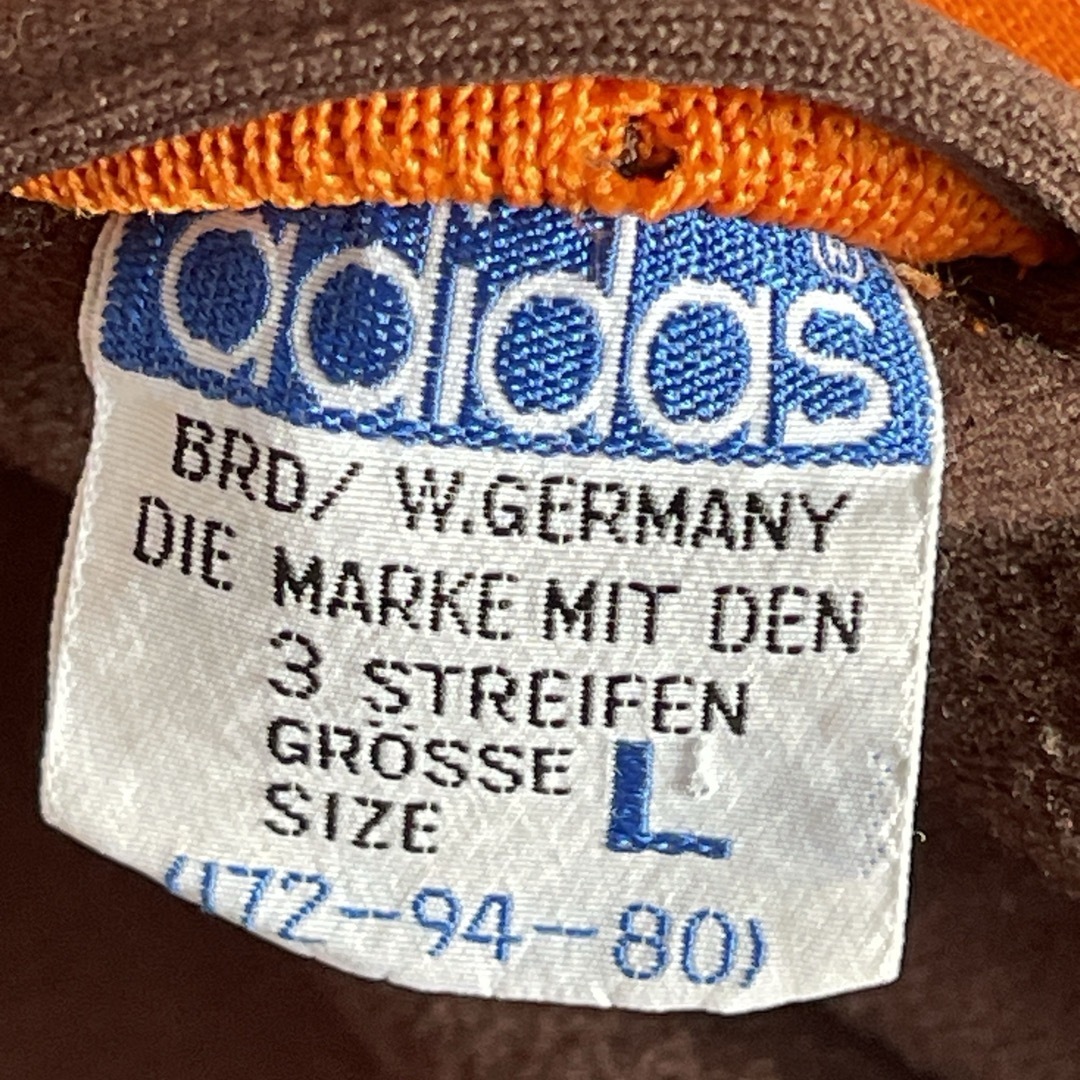 adidas®
BRD/ W.GERMANY
DIE MARKE MIT DEN
3 STREIFEN
GRÖSSE L
SIZE
(172-94-80)